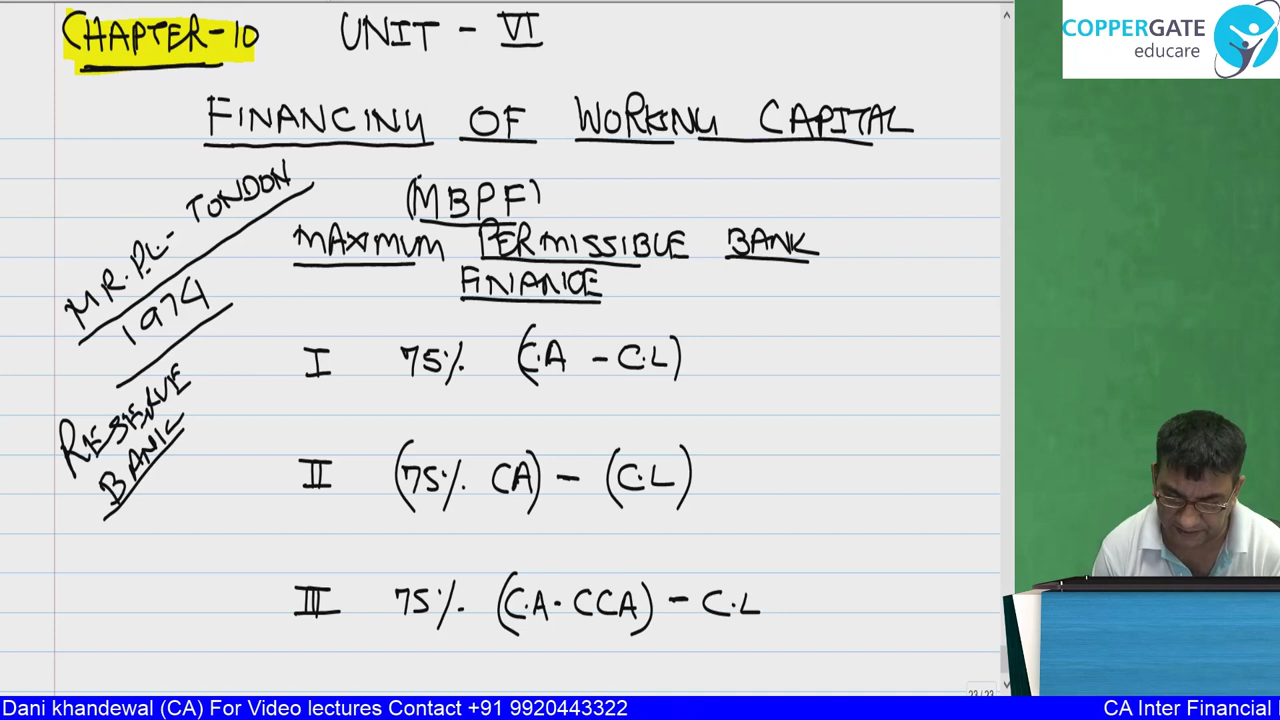 CHAPTER-10 UNIT - VI
COPPERGATE
educare
FINANCING OF WORKING CAPITAL
(MBPF)
MAXIMUM PERMISSIBLE BANK
FINANCE
MR. P.L - TONDON
1974
RESERVE
BANK
I 75% (C.A - C.L)
II (75% CA) - (C.L)
III 75% (C.A - CCA) - C.L
23/23
Dani khandewal (CA) For Video lectures Contact +91 9920443322
CA Inter Financial